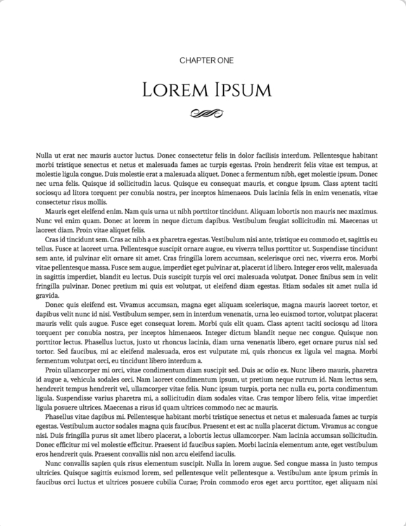 CHAPTER ONE
LOREM IPSUM
Nulla ut erat nec mauris auctor luctus. Donec consectetur felis in dolor facilisis interdum. Pellentesque habitant
morbi tristique senectus et netus et malesuada fames ac turpis egestas. Proin hendrerit felis vitae est tempus, at
molestie ligula congue. Duis molestie erat a malesuada aliquet. Donec a fermentum nibh, eget molestie ipsum. Donec
nec urna felis. Quisque id sollicitudin lacus. Quisque eu consequat mauris, et congue ipsum. Class aptent taciti
sociosqu ad litora torquent per conubia nostra, per inceptos himenaeos. Duis lacinia felis in enim venenatis, vitae
consectetur risus mollis.
Mauris eget eleifend enim. Nam quis urna ut nibh porttitor tincidunt. Aliquam lobortis non mauris nec maximus.
Nunc vel enim quam. Donec at lorem in neque dictum dapibus. Vestibulum feugiat sollicitudin mi. Maecenas ut
laoreet diam. Proin vitae aliquet felis.
Cras id tincidunt sem. Cras ac nibh a ex pharetra egestas. Vestibulum nisi ante, tristique eu commodo et, sagittis eu
tellus. Fusce at laoreet urna. Pellentesque suscipit ornare augue, eu viverra tellus porttitor ut. Suspendisse tincidunt
sem ante, id pulvinar elit ornare sit amet. Cras fringilla lorem accumsan, scelerisque orci nec, viverra eros. Morbi
vitae pellentesque massa. Fusce sem augue, imperdiet eget pulvinar at, placerat id libero. Integer eros velit, malesuada
in sagittis imperdiet, blandit eu lectus. Duis suscipit turpis vel orci malesuada volutpat. Donec finibus sem in velit
fringilla pulvinar. Donec pretium mi quis est volutpat, ut eleifend diam egestas. Etiam sodales sit amet nulla id
gravida.
Donec quis eleifend est. Vivamus accumsan, magna eget aliquam scelerisque, magna mauris laoreet tortor, et
dapibus velit nunc id nisi. Vestibulum semper, sem in interdum venenatis, urna leo euismod tortor, volutpat placerat
mauris velit quis augue. Fusce eget consequat lorem. Morbi quis elit quam. Class aptent taciti sociosqu ad litora
torquent per conubia nostra, per inceptos himenaeos. Integer dictum blandit neque nec congue. Quisque non
porttitor lectus. Phasellus luctus, justo ut rhoncus lacinia, diam urna venenatis libero, eget ornare purus nisl sed
tortor. Sed faucibus, mi ac eleifend malesuada, eros est vulputate mi, quis rhoncus ex ligula vel magna. Morbi
fermentum volutpat orci, eu tincidunt libero interdum a.
Proin ullamcorper mi orci, vitae condimentum diam suscipit sed. Duis ac odio ex. Nunc libero mauris, pharetra
id augue a, vehicula sodales orci. Nam laoreet condimentum ipsum, ut pretium neque rutrum id. Nam lectus sem,
hendrerit tempus hendrerit vel, ullamcorper vitae felis. Nunc ipsum turpis, porta nec nulla eu, porta condimentum
ligula. Suspendisse varius pharetra mi, a sollicitudin diam sodales vitae. Cras tempor libero felis, vitae imperdiet
ligula posuere ultrices. Maecenas a risus id quam ultrices commodo nec ac mauris.
Phasellus vitae dapibus mi. Pellentesque habitant morbi tristique senectus et netus et malesuada fames ac turpis
egestas. Vestibulum auctor sodales magna quis faucibus. Praesent et est ac nulla placerat dictum. Vivamus ac congue
nisi. Duis fringilla purus sit amet libero placerat, a lobortis lectus ullamcorper. Nam lacinia accumsan sollicitudin.
Donec efficitur mi vel molestie efficitur. Praesent id faucibus sapien. Morbi lacinia elementum ante, eget vestibulum
eros hendrerit quis. Praesent convallis nisl non arcu eleifend iaculis.
Nunc convallis sapien quis risus elementum suscipit. Nulla in lorem augue. Sed congue massa in justo tempus
ultricies. Quisque sagittis euismod lorem, sed pellentesque velit pellentesque a. Vestibulum ante ipsum primis in
faucibus orci luctus et ultrices posuere cubilia Curae; Proin commodo eros eget arcu porttitor, eget aliquam nisi